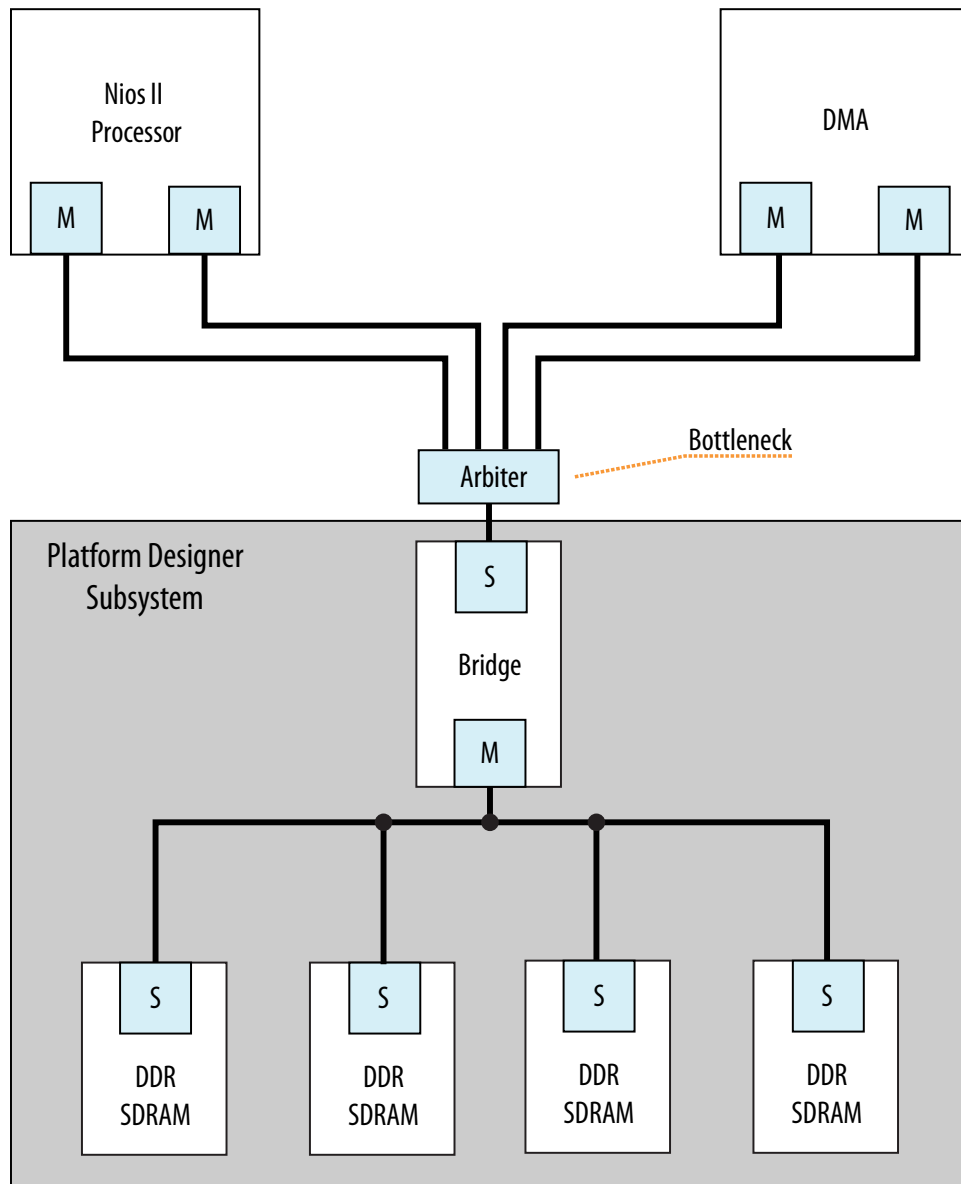 Nios II
Processor
DMA
M
M
M
M
Bottleneck
Arbiter
Platform Designer
Subsystem
S
Bridge
M
S
S
S
S
DDR
SDRAM
DDR
SDRAM
DDR
SDRAM
DDR
SDRAM